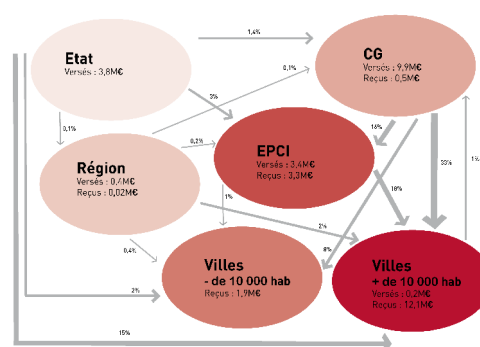 Etat
Versés : 3,8M€
1,4%
CG
Versés : 9,9M€
Reçus : 0,5M€
0,1%
3%
0,1%
0,2%
EPCI
Versés : 3,4M€
Reçus : 3,3M€
16%
33%
1%
Région
Versés : 0,4M€
Reçus : 0,02M€
1%
18%
2%
0,4%
8%
Villes
- de 10 000 hab
Reçus : 1,9M€
Villes
+ de 10 000 hab
Versés : 0,2M€
Reçus : 12,1M€
2%
15%